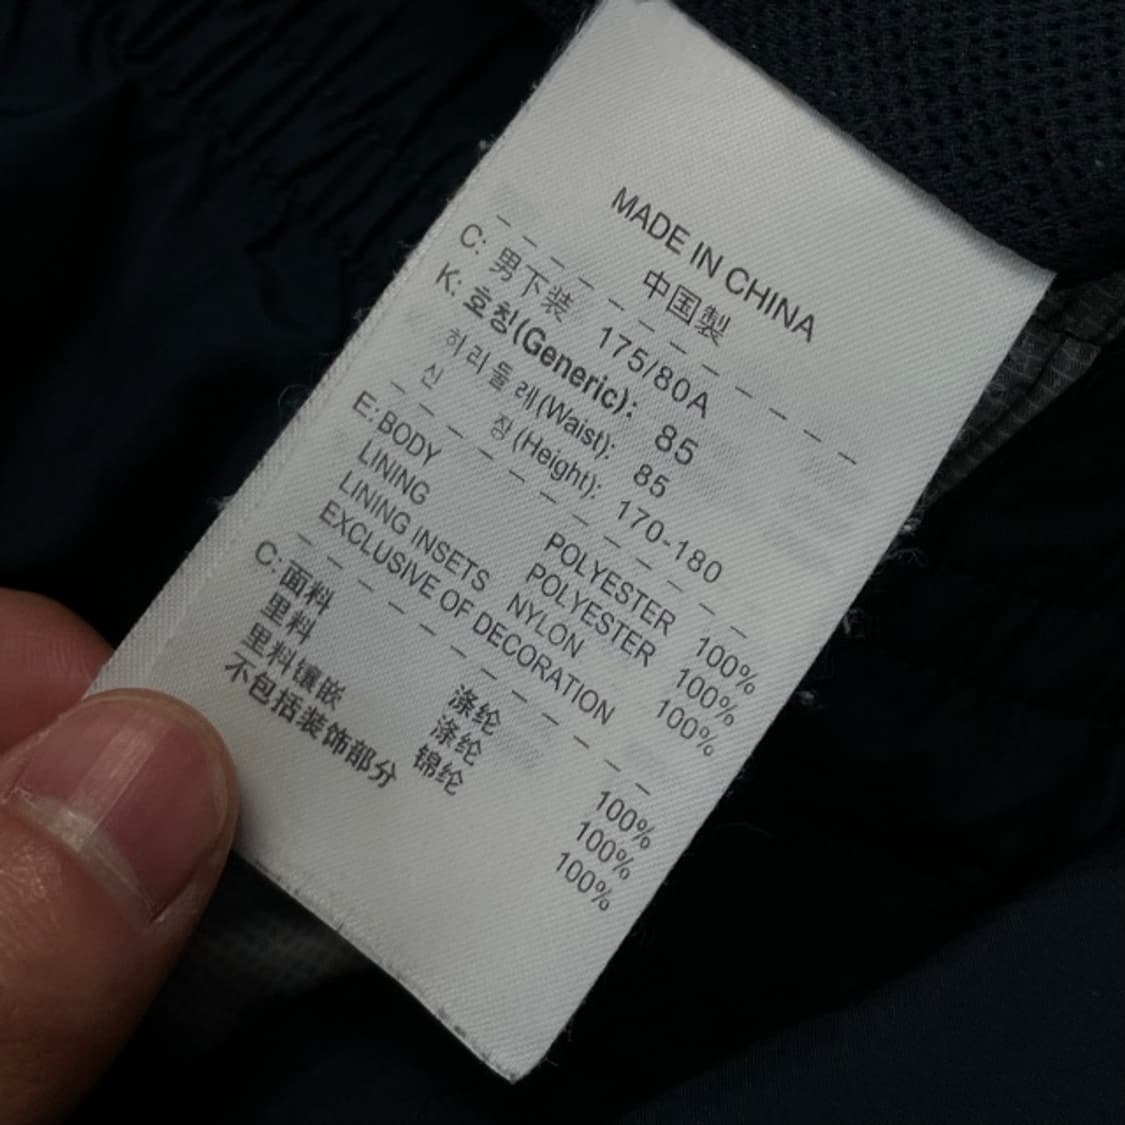 MADE IN CHINA
中国製
C: 男下装 175/80A
K: 호칭(Generic): 85
허리둘레(Waist): 85
신 장(Height): 170-180
E: BODY POLYESTER 100%
LINING POLYESTER 100%
LINING INSETS NYLON 100%
EXCLUSIVE OF DECORATION
C: 面料 涤纶 100%
里料 涤纶 100%
里料镶嵌 锦纶 100%
不包括装饰部分